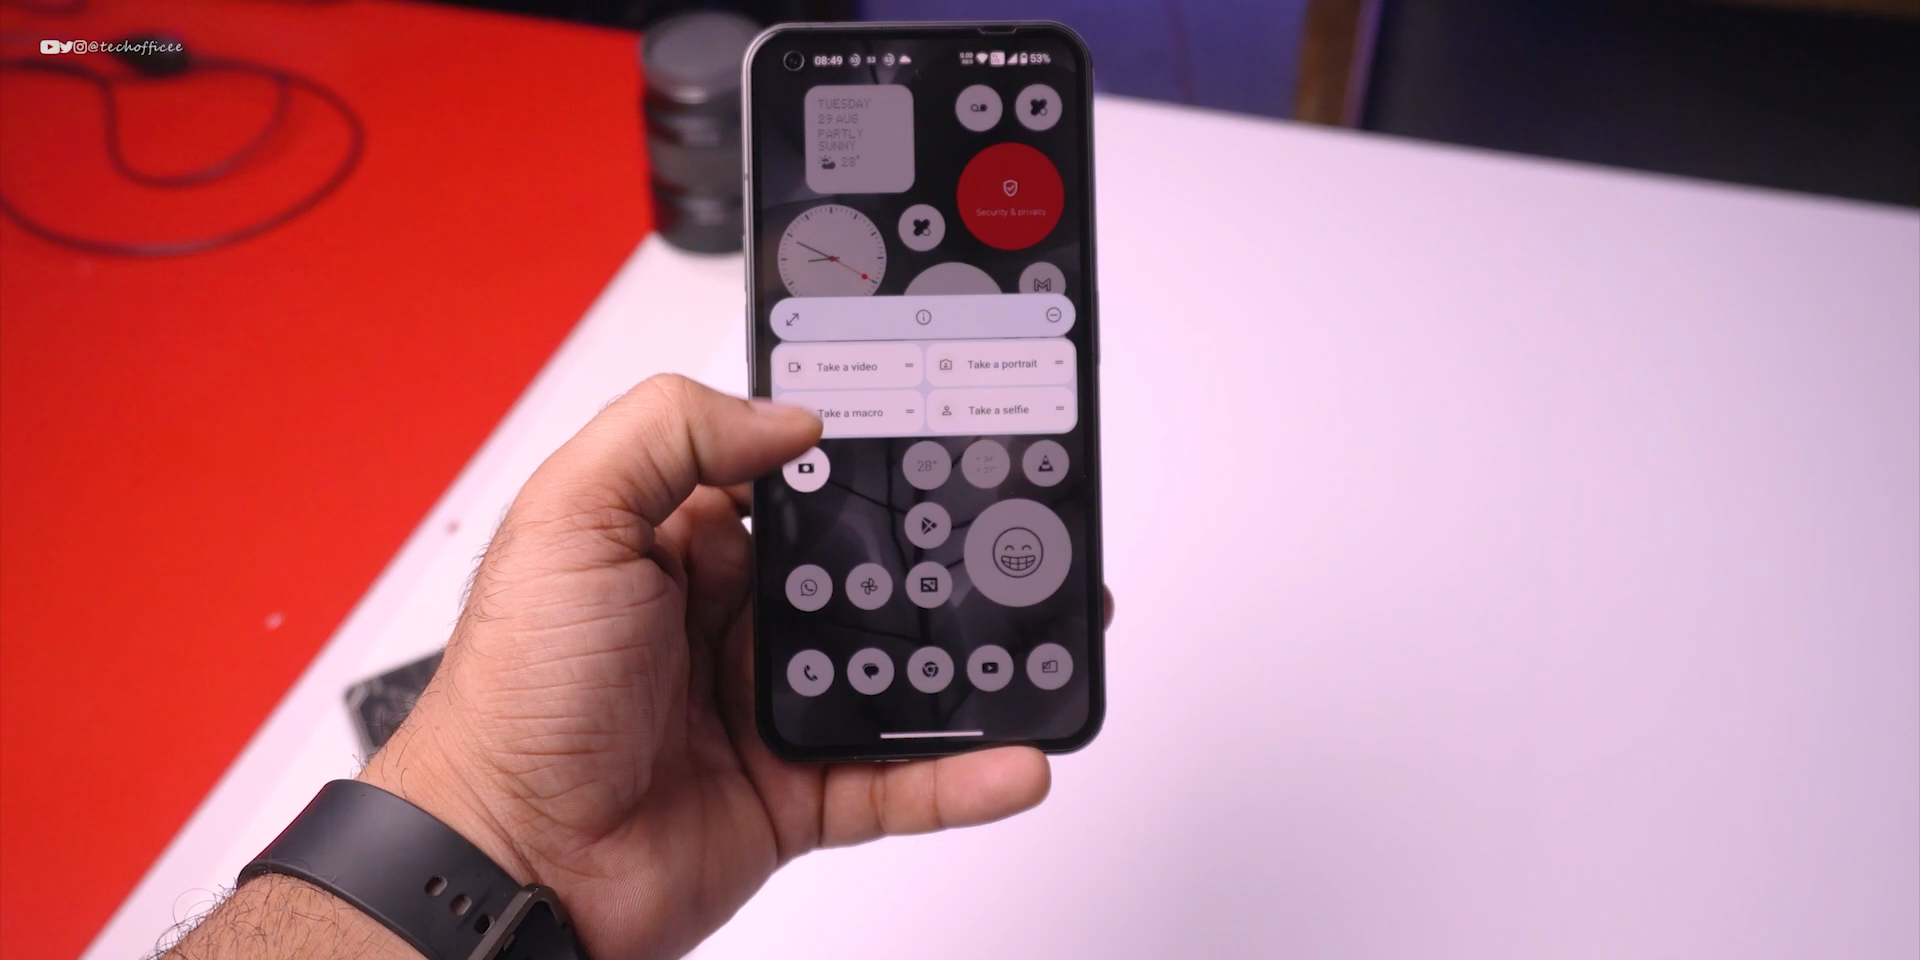 @techofficee
08:49
53
53%
TUESDAY
29 AUG
PARTLY
SUNNY
28°
Security & privacy
Take a video
Take a portrait
Take a macro
Take a selfie
28°